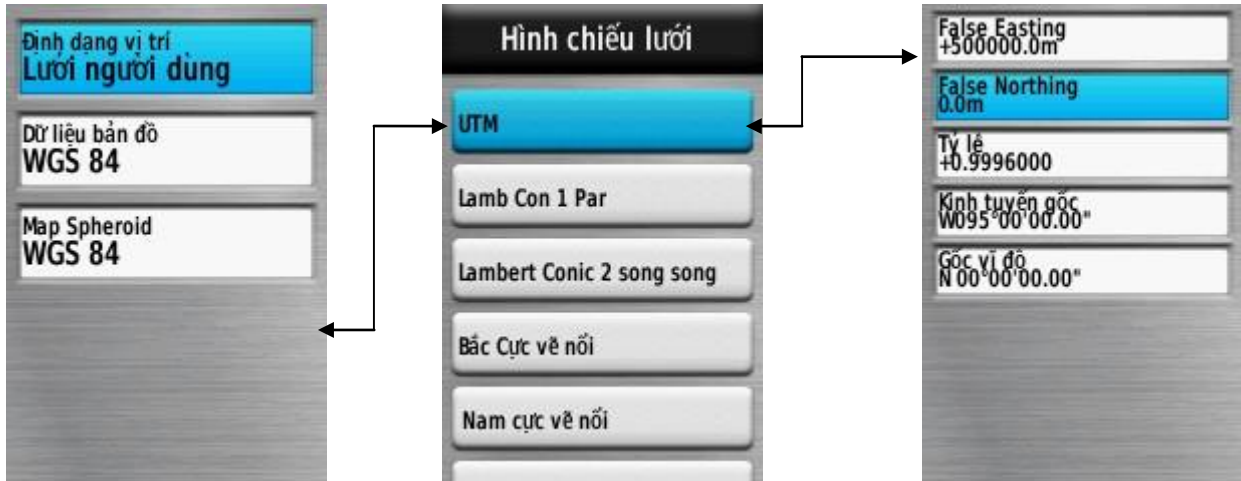 Định dạng vị trí
Lưới người dùng
Dữ liệu bản đồ
WGS 84
Map Spheroid
WGS 84
Hình chiếu lưới
UTM
Lamb Con 1 Par
Lambert Conic 2 song song
Bắc Cực vẽ nổi
Nam cực vẽ nổi
False Easting
+500000.0m
False Northing
0.0m
Tỷ lệ
+0.9996000
Kinh tuyến gốc
W095°00'00.00"
Gốc vĩ độ
N 00°00'00.00"